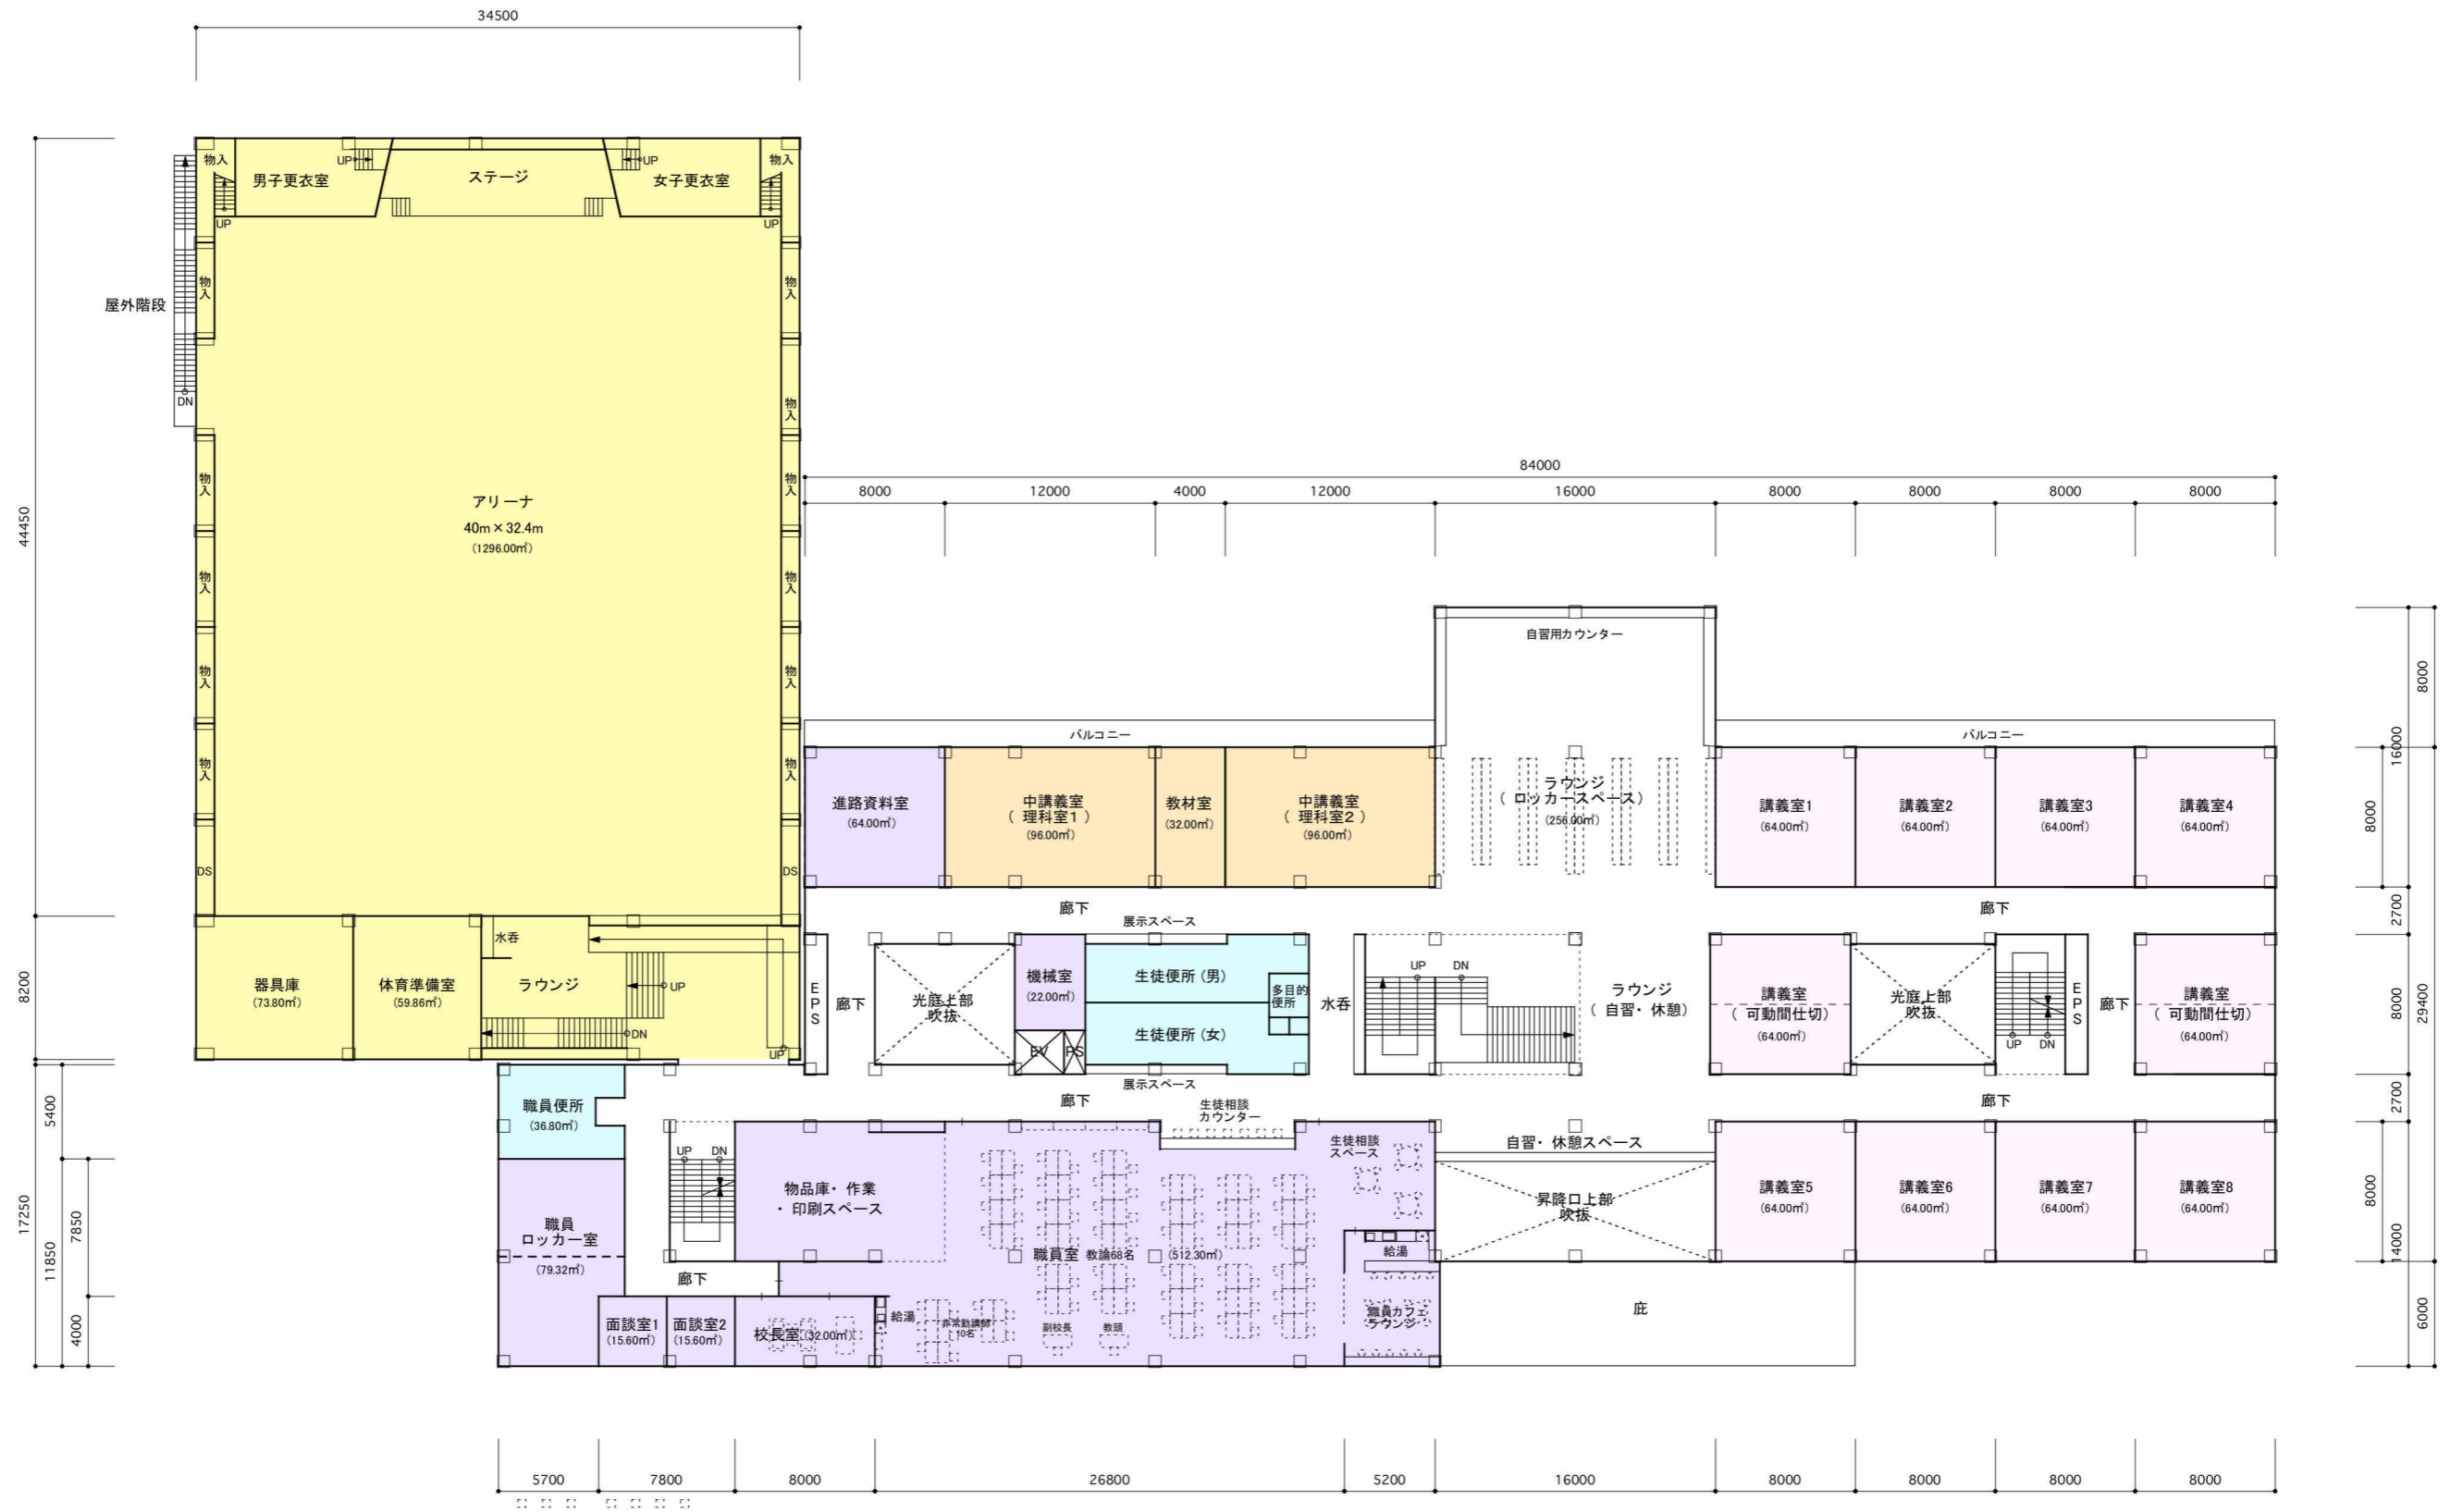 34500
物入
UP
男子更衣室
ステージ
UP
女子更衣室
物入
UP
UP
屋外階段
物入
物入
DN
物入
アリーナ
40m×32.4m
(1296.00㎡)
物入
物入
物入
物入
物入
物入
物入
物入
DS
DS
44450
8200
水呑
器具庫
(73.80㎡)
体育準備室
(59.86㎡)
ラウンジ
UP
DN
UP
84000
8000
12000
4000
12000
16000
8000
8000
8000
8000
自習用カウンター
バルコニー
バルコニー
進路資料室
(64.00㎡)
中講義室
( 理科室1 )
(96.00㎡)
教材室
(32.00㎡)
中講義室
( 理科室2 )
(96.00㎡)
ラウンジ
( ロッカースペース)
(256.00㎡)
講義室1
(64.00㎡)
講義室2
(64.00㎡)
講義室3
(64.00㎡)
講義室4
(64.00㎡)
廊下
展示スペース
廊下
EPS
廊下
光庭上部
吹抜
機械室
(22.00㎡)
EV
PS
生徒便所(男)
多目的
便所
生徒便所(女)
水呑
UP
DN
ラウンジ
( 自習・休憩)
講義室
( 可動間仕切)
(64.00㎡)
光庭上部
吹抜
UP
DN
EPS
廊下
講義室
( 可動間仕切)
(64.00㎡)
展示スペース
廊下
生徒相談
カウンター
廊下
職員便所
(36.80㎡)
UP
DN
職員
ロッカー室
(79.32㎡)
物品庫・作業
・印刷スペース
廊下
面談室1
(15.60㎡)
面談室2
(15.60㎡)
校長室(32.00㎡)
給湯
非常勤講師
10名
副校長
教頭
職員室 教諭68名 (512.30㎡)
生徒相談
スペース
給湯
職員カフェ
ラウンジ
自習・休憩スペース
昇降口上部
吹抜
講義室5
(64.00㎡)
講義室6
(64.00㎡)
講義室7
(64.00㎡)
講義室8
(64.00㎡)
庇
17250
5400
11850
7850
4000
8000
16000
8000
2700
8000
29400
2700
8000
14000
6000
5700
7800
8000
26800
5200
16000
8000
8000
8000
8000